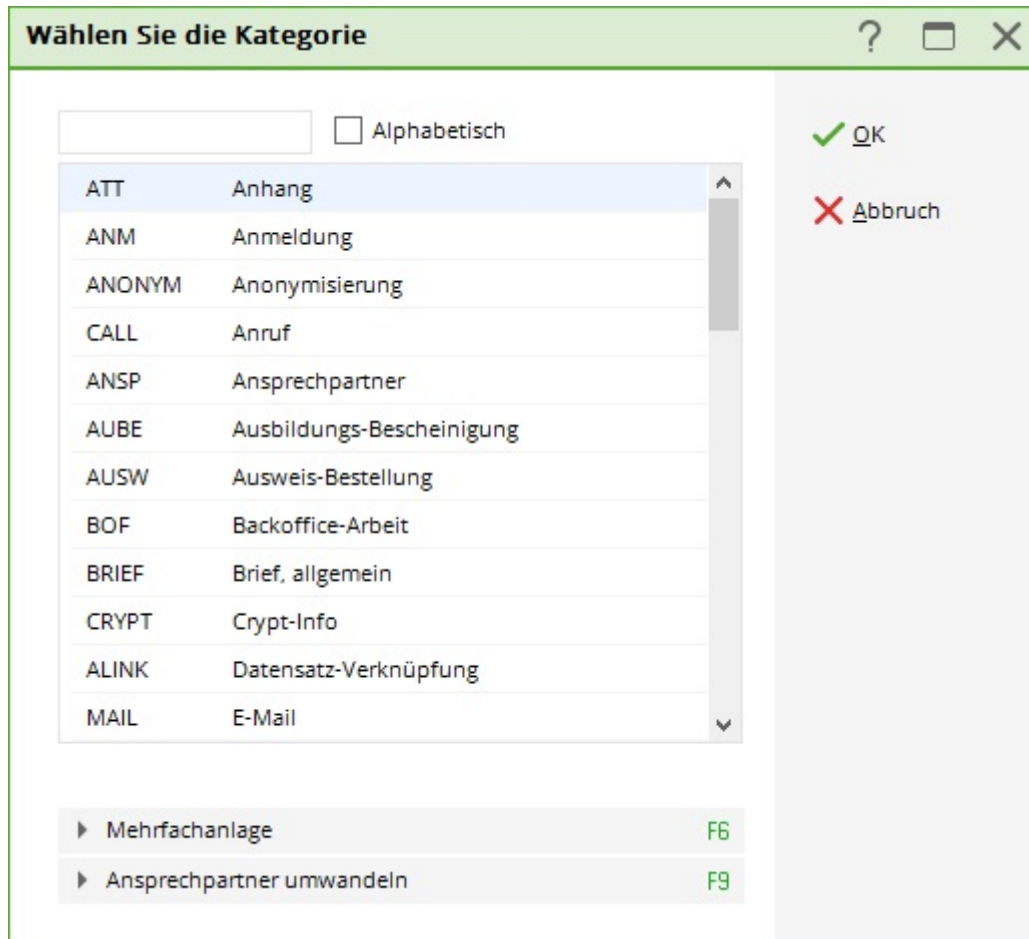 Wählen Sie die Kategorie
Alphabetisch
OK
Abbruch
ATT Anhang
ANM Anmeldung
ANONYM Anonymisierung
CALL Anruf
ANSP Ansprechpartner
AUBE Ausbildungs-Bescheinigung
AUSW Ausweis-Bestellung
BOF Backoffice-Arbeit
BRIEF Brief, allgemein
CRYPT Crypt-Info
ALINK Datensatz-Verknüpfung
MAIL E-Mail
Mehrfachanlage F6
Ansprechpartner umwandeln F9